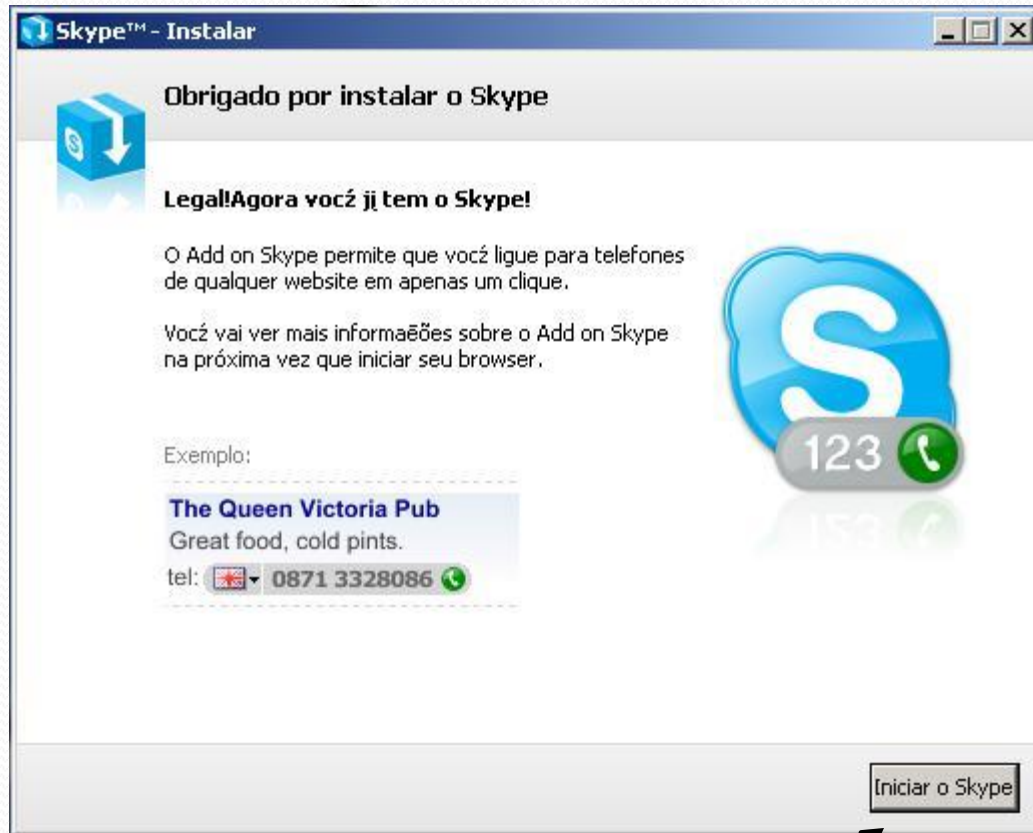 Skype™ - Instalar
Obrigado por instalar o Skype
Legal!Agora vocź jį tem o Skype!
O Add on Skype permite que vocź ligue para telefones
de qualquer website em apenas um clique.
Vocź vai ver mais informaēões sobre o Add on Skype
na próxima vez que iniciar seu browser.
123
Exemplo:
The Queen Victoria Pub
Great food, cold pints.
tel: 0871 3328086
Iniciar o Skype